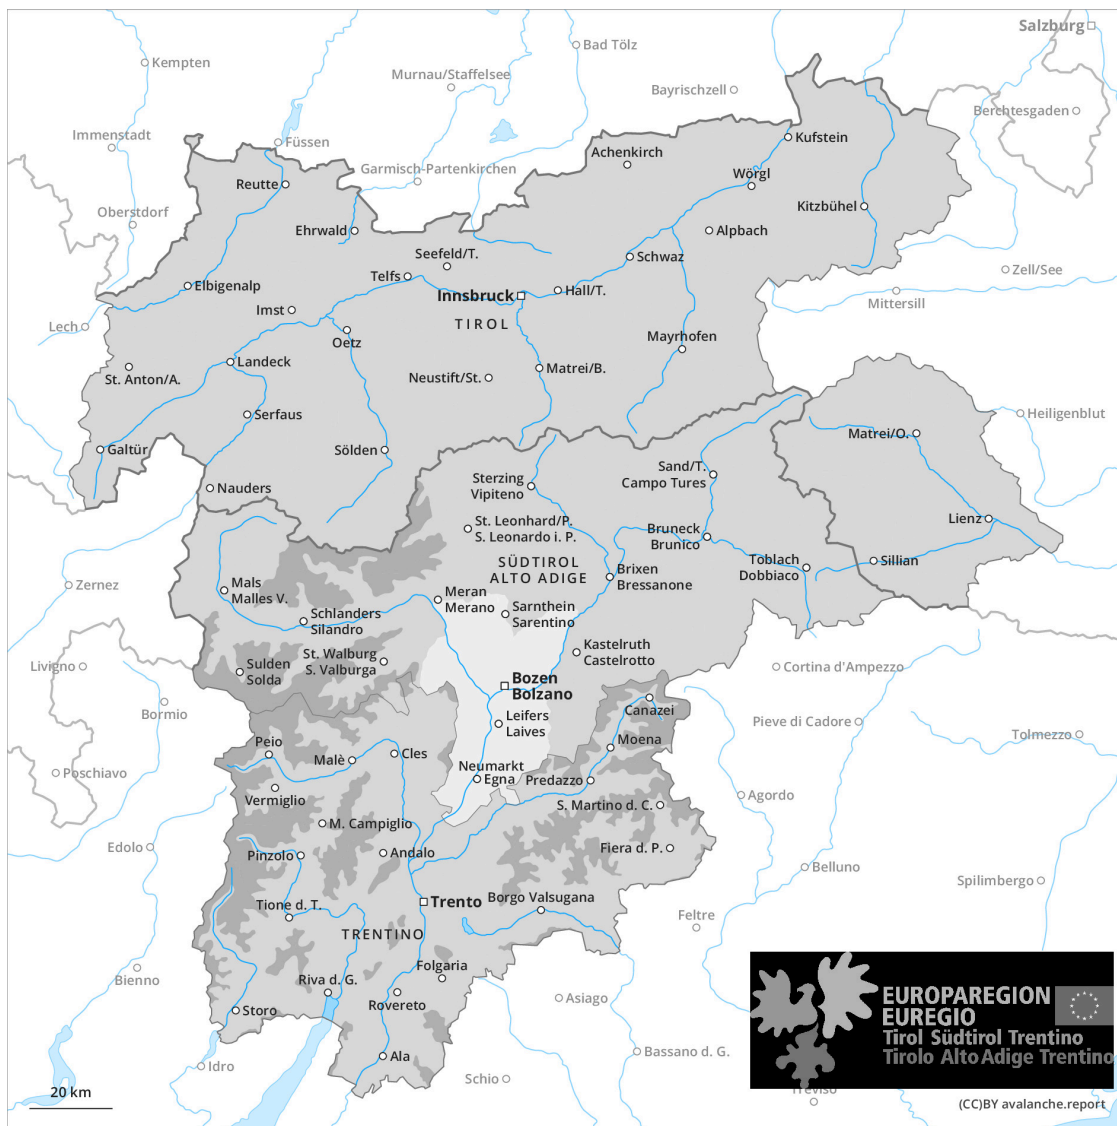 Salzburg
Bad Tölz
Kempten
Murnau/Staffelsee
Bayrischzell
Berchtesgaden
Immenstadt
Kufstein
Füssen
Achenkirch
Garmisch-Partenkirchen
Wörgl
Reutte
Kitzbühel
Oberstdorf
Ehrwald
Alpbach
Seefeld/T.
Schwaz
Zell/See
Telfs
Elbigenalp
Hall/T.
Innsbruck
Mittersill
Imst
TIROL
Lech
Oetz
Mayrhofen
Landeck
Matrei/B.
St. Anton/A.
Neustift/St.
Serfaus
Heiligenblut
Matrei/O.
Galtür
Sölden
Sand/T.
Campo Tures
Sterzing
Vipiteno
Nauders
Lienz
St. Leonhard/P.
S. Leonardo i. P.
Bruneck
Brunico
SÜDTIROL
ALTO ADIGE
Toblach
Dobbiaco
Sillian
Brixen
Bressanone
Zernez
Mals
Malles V.
Meran
Merano
Sarnthein
Sarentino
Schlanders
Silandro
Kastelruth
Castelrotto
St. Walburg
S. Valburga
Livigno
Sulden
Solda
Cortina d'Ampezzo
Bozen
Bolzano
Canazei
Bormio
Leifers
Laives
Pieve di Cadore
Tolmezzo
Moena
Peio
Cles
Malè
Neumarkt
Egna
Predazzo
Poschiavo
Vermiglio
Agordo
S. Martino d. C.
M. Campiglio
Edolo
Fiera d. P.
Andalo
Pinzolo
Belluno
Spilimbergo
Borgo Valsugana
Trento
Tione d. T.
Feltre
TRENTINO
Folgaria
Bienno
Riva d. G.
Asiago
Rovereto
Storo
EUROPAREGION
EUREGIO
Tirol Südtirol Trentino
Tirolo Alto Adige Trentino
Bassano d. G.
Ala
Idro
Schio
Treviso
20 km
(CC)BY avalanche.report